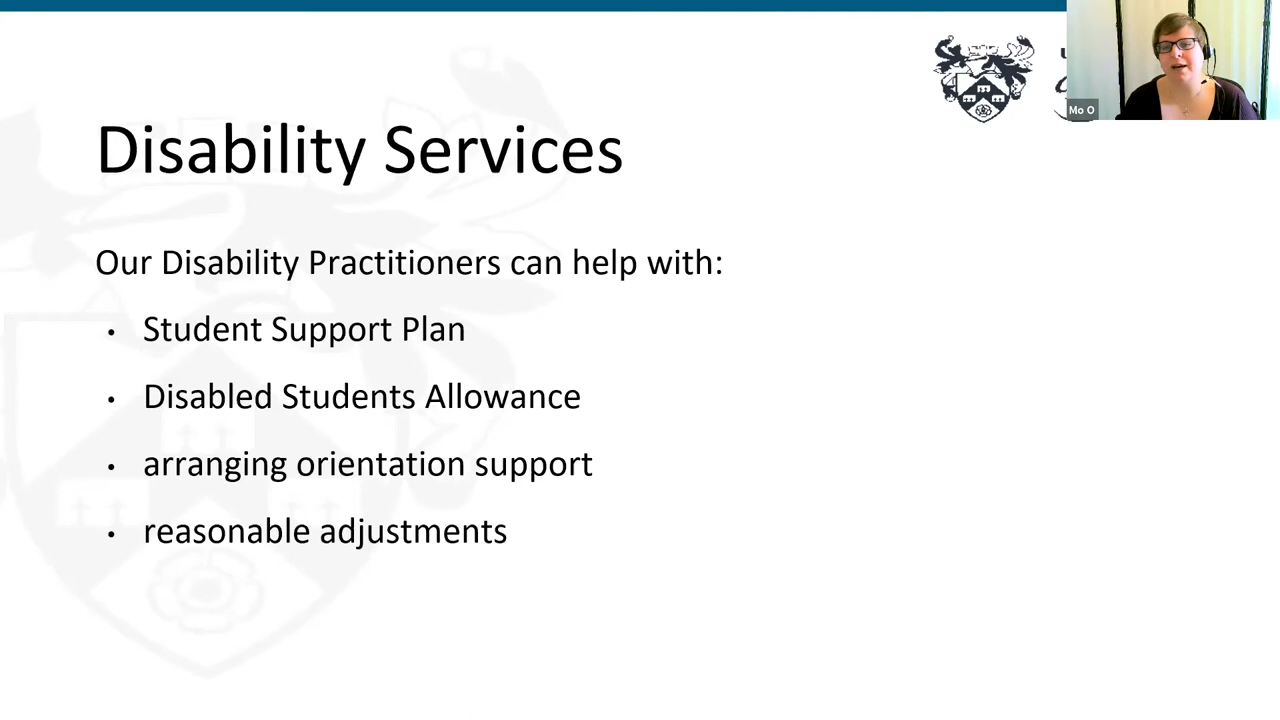 Mo O
Disability Services
Our Disability Practitioners can help with:
• Student Support Plan
• Disabled Students Allowance
• arranging orientation support
• reasonable adjustments